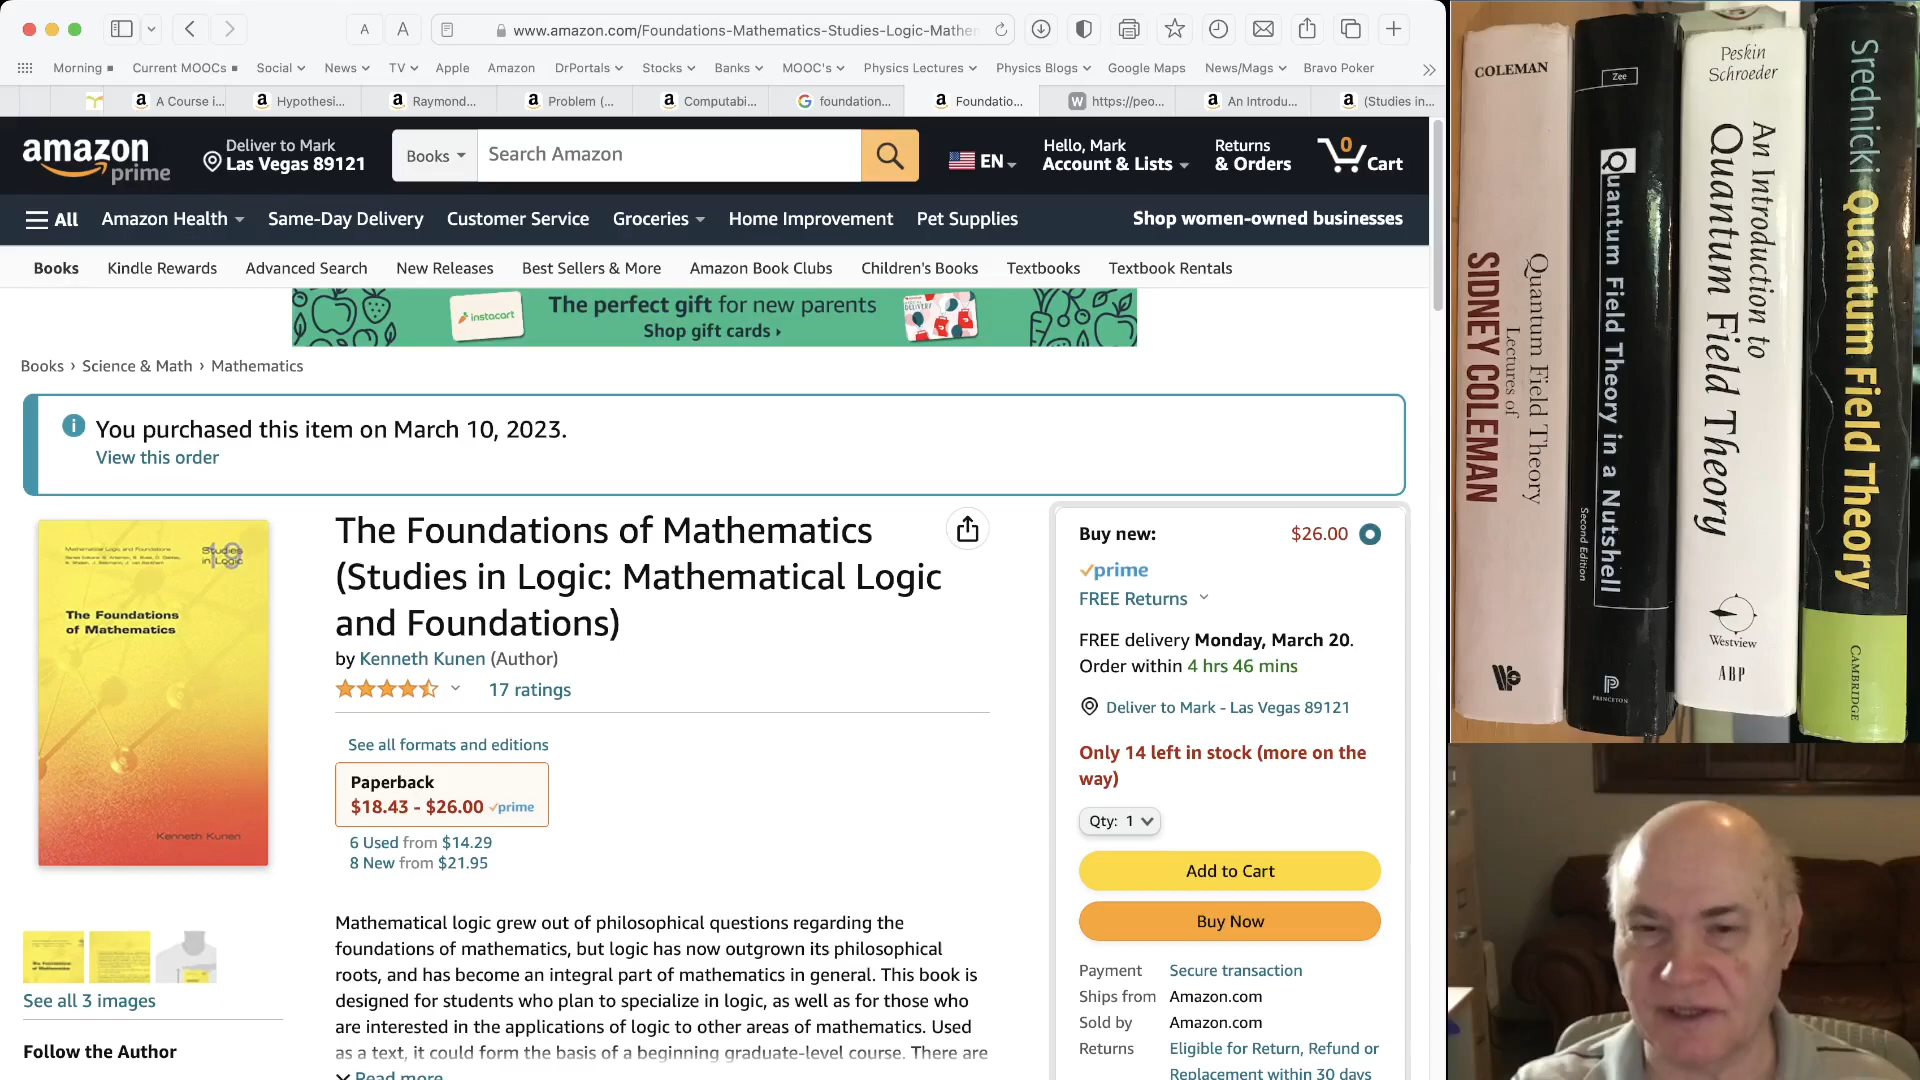 A
A
www.amazon.com/Foundations-Mathematics-Studies-Logic-Mathem
Morning
Current MOOCs
Social
News
TV
Apple
Amazon
DrPortals
Stocks
Banks
MOOC's
Physics Lectures
Physics Blogs
Google Maps
News/Mags
Bravo Poker
A Course i...
Hypothesi...
Raymond...
Problem (...
Computabi...
foundation...
Foundatio...
https://peo...
An Introdu...
(Studies in...
amazon
prime
Deliver to Mark
Las Vegas 89121
Books
Search Amazon
EN
Hello, Mark
Account & Lists
Returns
& Orders
0
Cart
All
Amazon Health
Same-Day Delivery
Customer Service
Groceries
Home Improvement
Pet Supplies
Shop women-owned businesses
Books
Kindle Rewards
Advanced Search
New Releases
Best Sellers & More
Amazon Book Clubs
Children's Books
Textbooks
Textbook Rentals
instacart
The perfect gift for new parents
Shop gift cards ›
Books › Science & Math › Mathematics
You purchased this item on March 10, 2023.
View this order
Mathematical Logic and Foundations
Studies
in Logic
19
The Foundations
of Mathematics
Kenneth Kunen
See all 3 images
Follow the Author
The Foundations of Mathematics
(Studies in Logic: Mathematical Logic
and Foundations)
by Kenneth Kunen (Author)
17 ratings
See all formats and editions
Paperback
$18.43 - $26.00 prime
6 Used from $14.29
8 New from $21.95
Mathematical logic grew out of philosophical questions regarding the
foundations of mathematics, but logic has now outgrown its philosophical
roots, and has become an integral part of mathematics in general. This book is
designed for students who plan to specialize in logic, as well as for those who
are interested in the applications of logic to other areas of mathematics. Used
as a text, it could form the basis of a beginning graduate-level course. There are
Read more
Buy new:
$26.00
prime
FREE Returns
FREE delivery Monday, March 20.
Order within 4 hrs 46 mins
Deliver to Mark - Las Vegas 89121
Only 14 left in stock (more on the
way)
Qty: 1
Add to Cart
Buy Now
Payment Secure transaction
Ships from Amazon.com
Sold by Amazon.com
Returns Eligible for Return, Refund or
Replacement within 30 days
COLEMAN
Quantum Field Theory
Lectures of
SIDNEY COLEMAN
Zee
Quantum Field Theory in a Nutshell
Second Edition
PRINCETON
Peskin
Schroeder
An Introduction to
Quantum Field Theory
Westview
ABP
Srednicki Quantum Field Theory
CAMBRIDGE